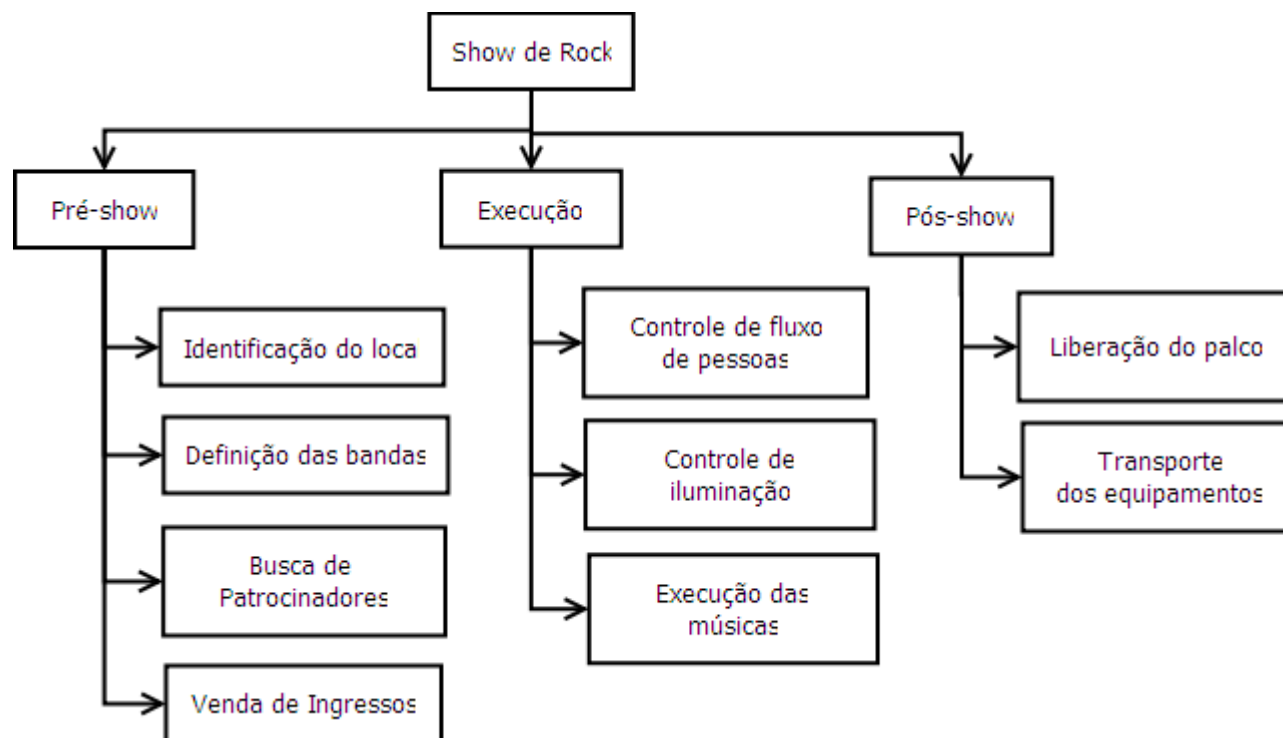 Show de Rock
Pré-show
Execução
Pós-show
Identificação do loca
Definição das bandas
Busca de
Patrocinadores
Venda de Ingressos
Controle de fluxo
de pessoas
Controle de
iluminação
Execução das
músicas
Liberação do palco
Transporte
dos equipamentos